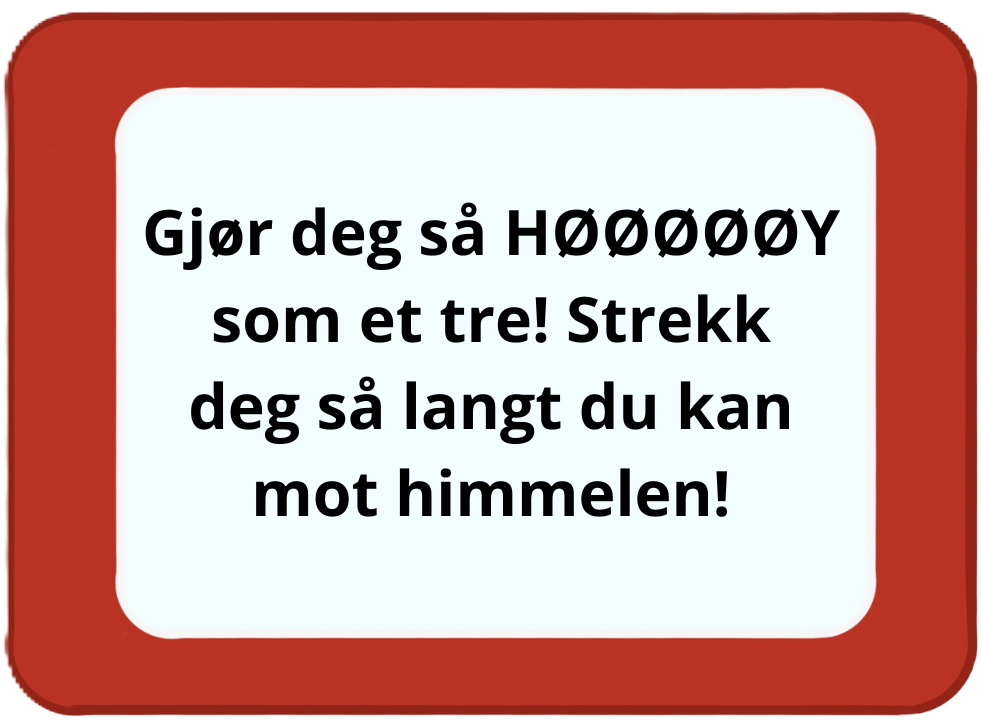 Gjør deg så HØØØØØY
som et tre! Strekk
deg så langt du kan
mot himmelen!